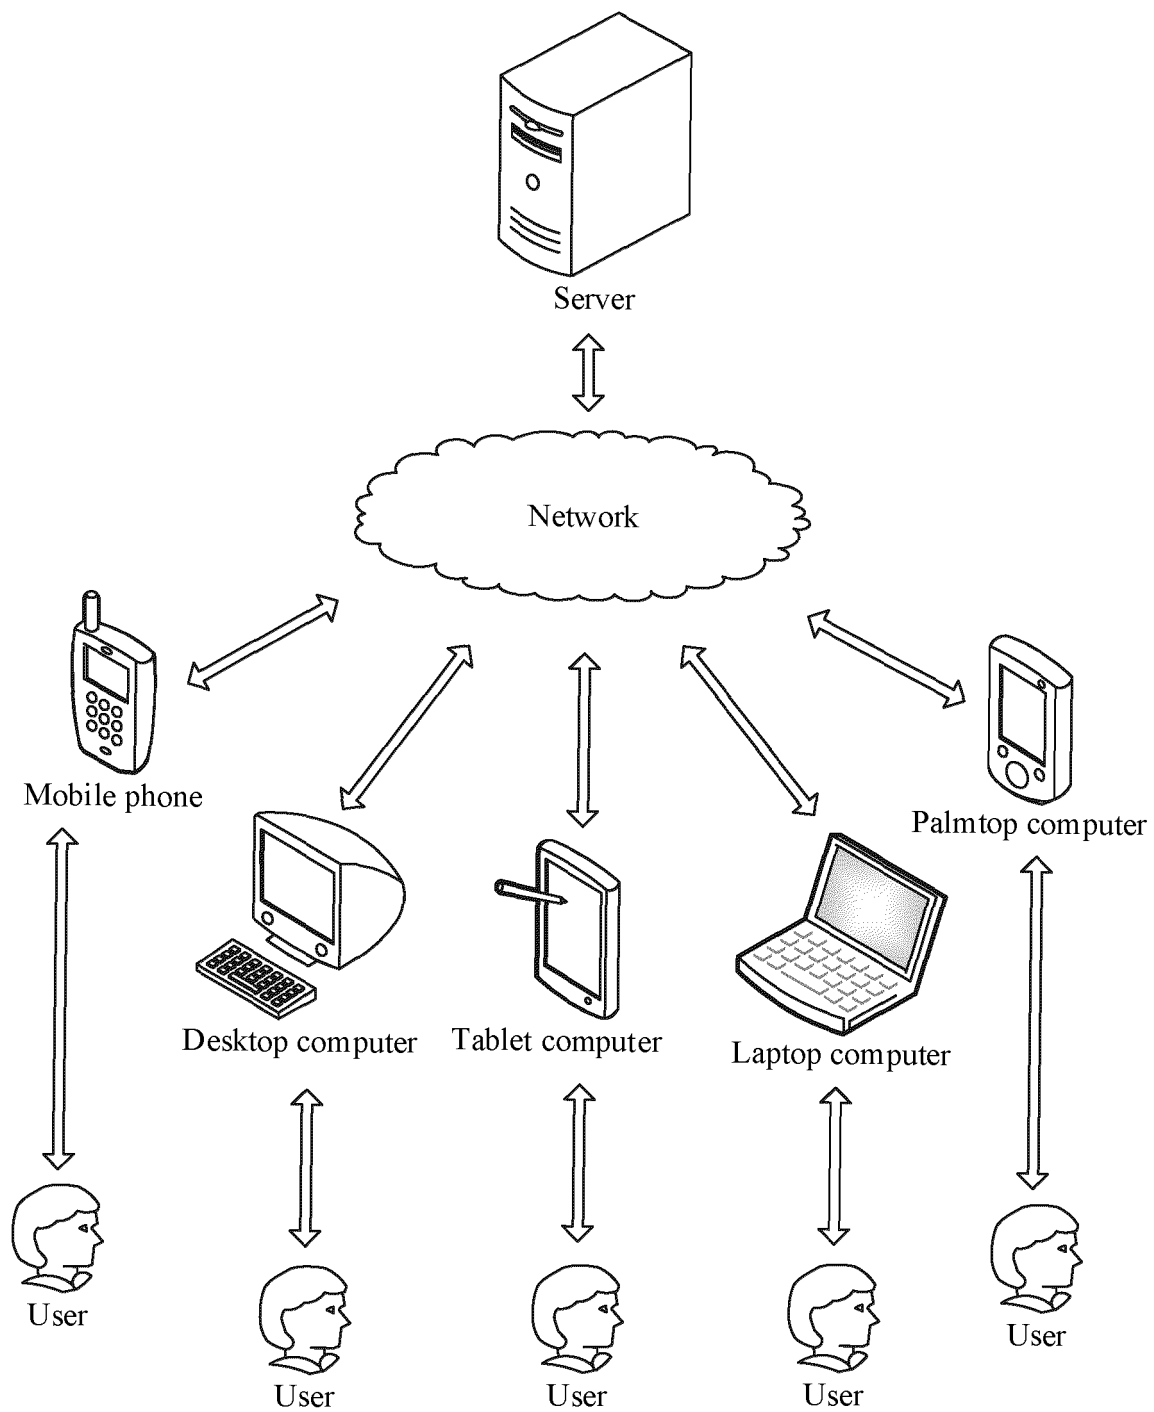 Server
Network
Mobile phone
Palmtop computer
Desktop computer
Tablet computer
Laptop computer
User
User
User
User
User